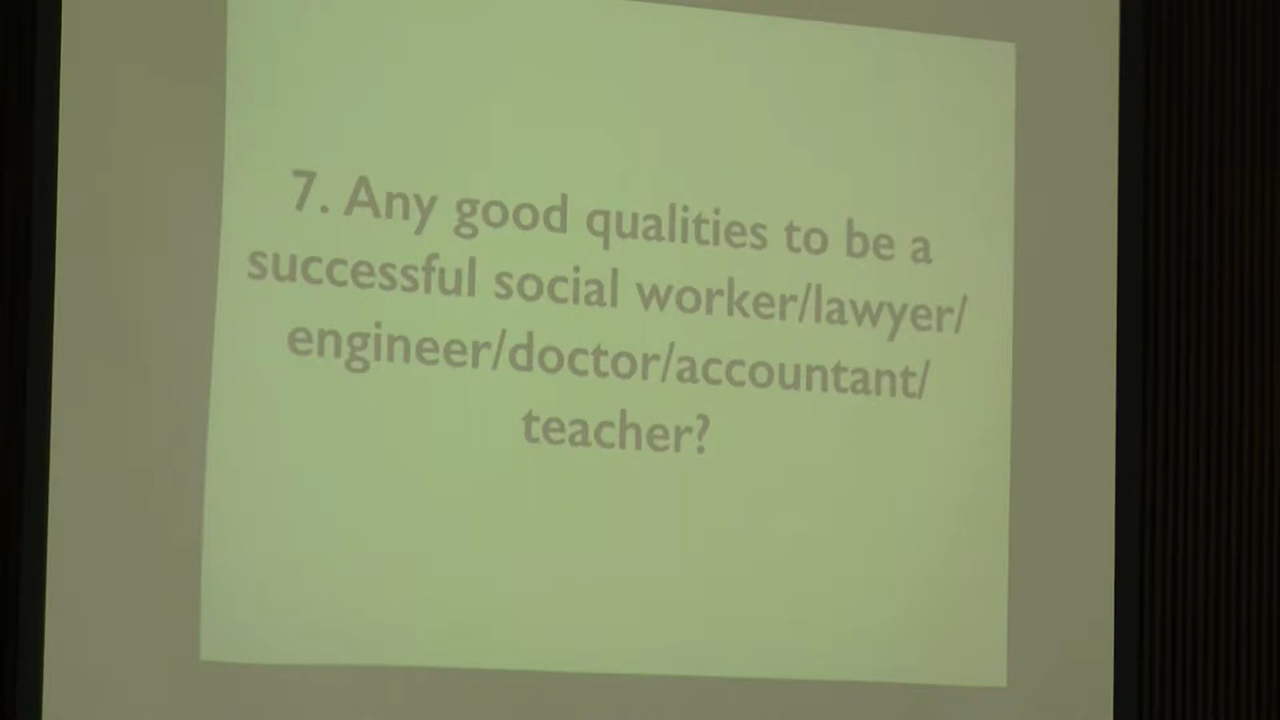 7. Any good qualities to be a
successful social worker/lawyer/
engineer/doctor/accountant/
teacher?